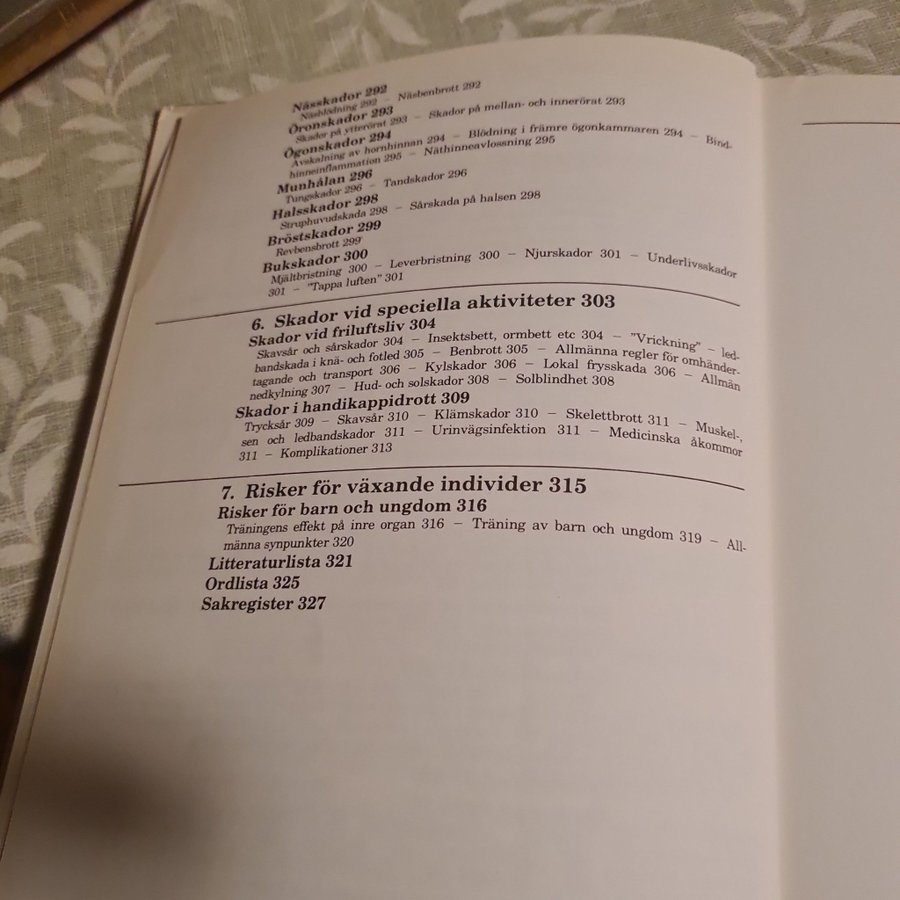 Nässkador 292
Näsblödning 292 – Näsbenbrott 292
Öronskador 293
Skador på ytterörat 293 – Skador på mellan- och innerörat 293
Ögonskador 294
Avskalning av hornhinnan 294 – Blödning i främre ögonkammaren 294 – Bind-
hinneinflammation 295 – Näthinneavlossning 295
Munhålan 296
Tungskador 296 – Tandskador 296
Halsskador 298
Struphuvudskada 298 – Sårskada på halsen 298
Bröstskador 299
Revbensbrott 299
Bukskador 300
Mjältbristning 300 – Leverbristning 300 – Njurskador 301 – Underlivsskador
301 – "Tappa luften" 301
6. Skador vid speciella aktiviteter 303
Skador vid friluftsliv 304
Skavsår och sårskador 304 – Insektsbett, ormbett etc 304 – "Vrickning" – led-
bandskada i knä- och fotled 305 – Benbrott 305 – Allmänna regler för omhänder-
tagande och transport 306 – Kylskador 306 – Lokal frysskada 306 – Allmän
nedkylning 307 – Hud- och solskador 308 – Solblindhet 308
Skador i handikappidrott 309
Trycksår 309 – Skavsår 310 – Klämskador 310 – Skelettbrott 311 – Muskel-,
sen och ledbandskador 311 – Urinvägsinfektion 311 – Medicinska åkommor
311 – Komplikationer 313
7. Risker för växande individer 315
Risker för barn och ungdom 316
Träningens effekt på inre organ 316 – Träning av barn och ungdom 319 – All-
männa synpunkter 320
Litteraturlista 321
Ordlista 325
Sakregister 327